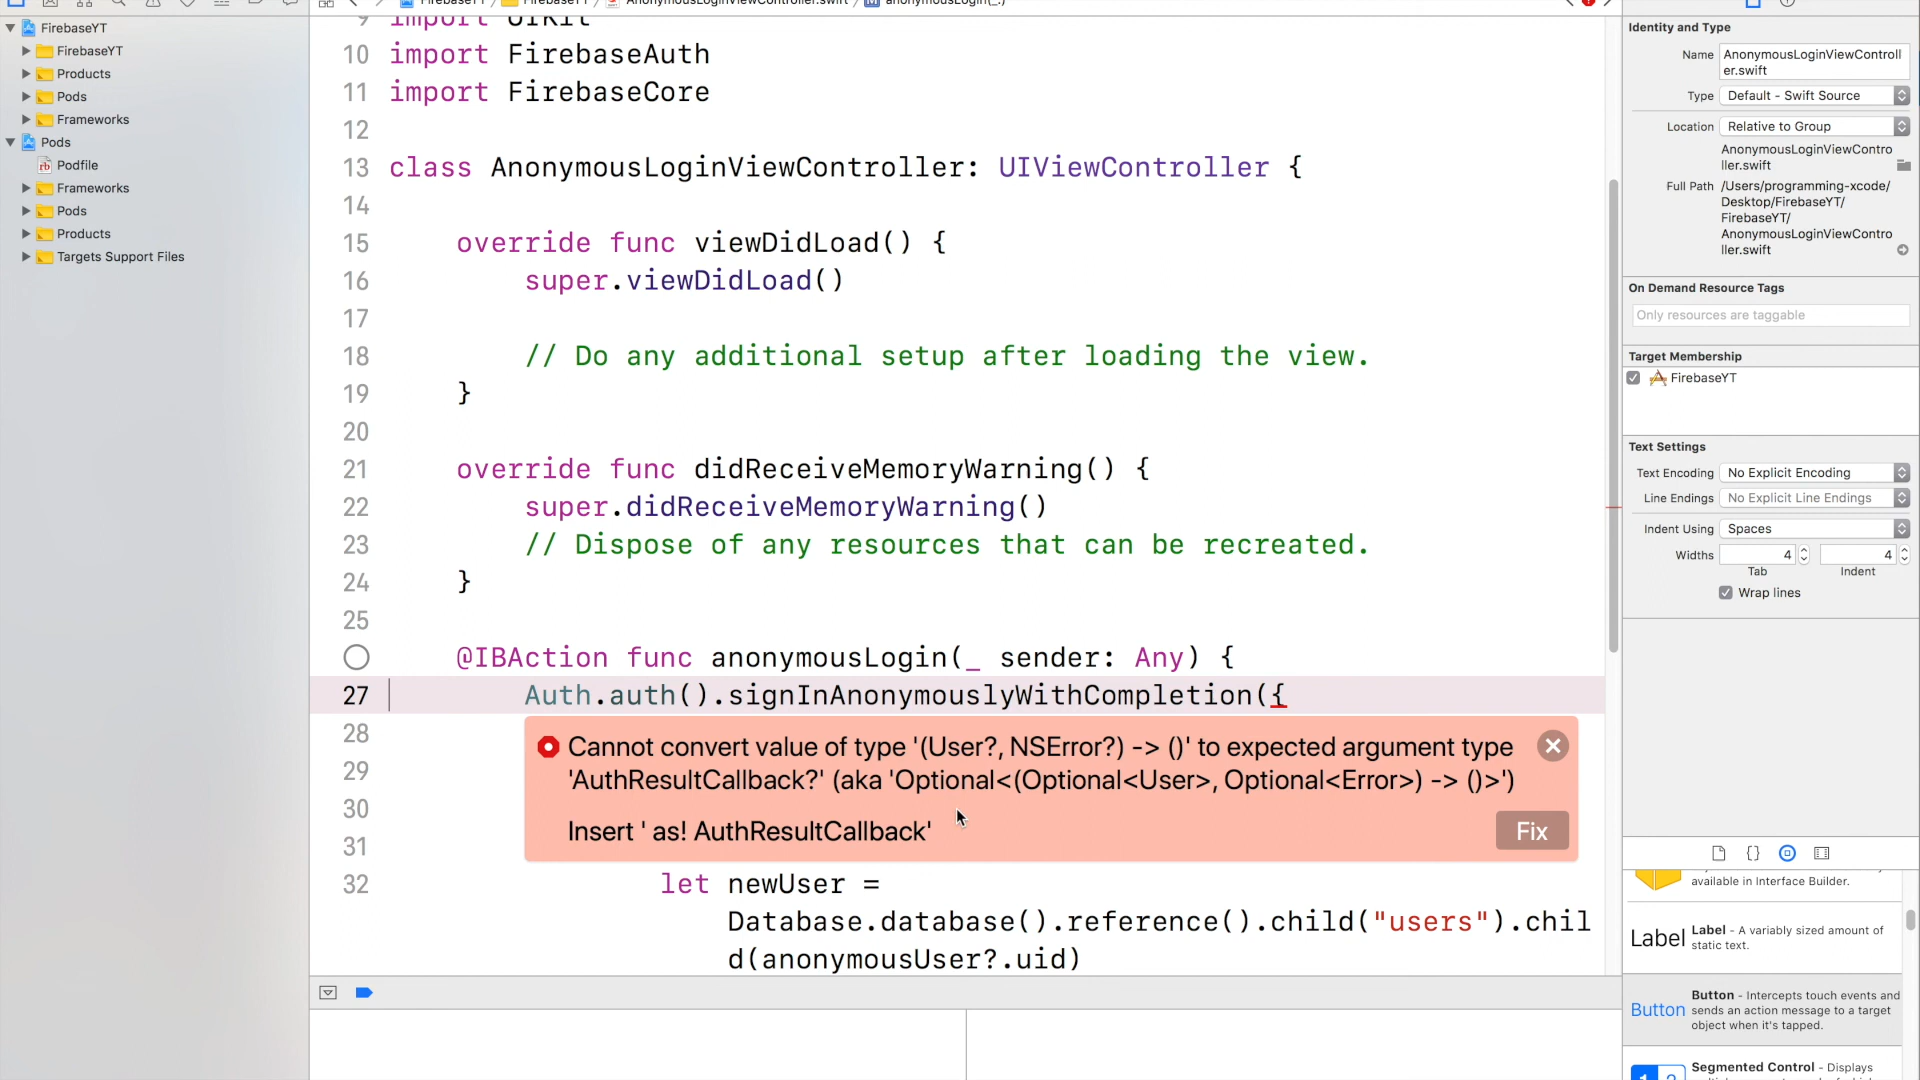 FirebaseYT
FirebaseYT
Products
Pods
Frameworks
Pods
Podfile
Frameworks
Pods
Products
Targets Support Files
9 import UIKit
10 import FirebaseAuth
11 import FirebaseCore
12
13 class AnonymousLoginViewController: UIViewController {
14
15 override func viewDidLoad() {
16 super.viewDidLoad()
17
18 // Do any additional setup after loading the view.
19 }
20
21 override func didReceiveMemoryWarning() {
22 super.didReceiveMemoryWarning()
23 // Dispose of any resources that can be recreated.
24 }
25
@IBAction func anonymousLogin(_ sender: Any) {
27 Auth.auth().signInAnonymouslyWithCompletion({
28
29
30
31
Cannot convert value of type '(User?, NSError?) -> ()' to expected argument type
'AuthResultCallback?' (aka 'Optional<(Optional<User>, Optional<Error>) -> ()>')
Insert ' as! AuthResultCallback'
Fix
32 let newUser =
Database.database().reference().child("users").chil
d(anonymousUser?.uid)
Identity and Type
Name AnonymousLoginViewControll
er.swift
Type Default - Swift Source
Location Relative to Group
AnonymousLoginViewContro
ller.swift
Full Path /Users/programming-xcode/
Desktop/FirebaseYT/
FirebaseYT/
AnonymousLoginViewContro
ller.swift
On Demand Resource Tags
Only resources are taggable
Target Membership
FirebaseYT
Text Settings
Text Encoding No Explicit Encoding
Line Endings No Explicit Line Endings
Indent Using Spaces
Widths 4 4
Tab Indent
Wrap lines
available in Interface Builder.
Label Label - A variably sized amount of
static text.
Button Button - Intercepts touch events and
sends an action message to a target
object when it's tapped.
1 2 Segmented Control - Displays